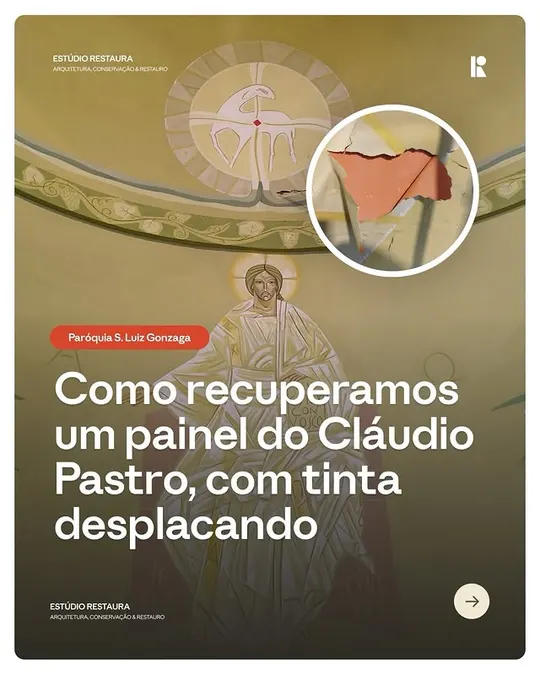 ESTÚDIO RESTAURA
ARQUITETURA, CONSERVAÇÃO & RESTAURO
Paróquia S. Luiz Gonzaga
Como recuperamos
um painel do Cláudio
Pastro, com tinta
desplacando
ESTÚDIO RESTAURA
ARQUITETURA, CONSERVAÇÃO & RESTAURO